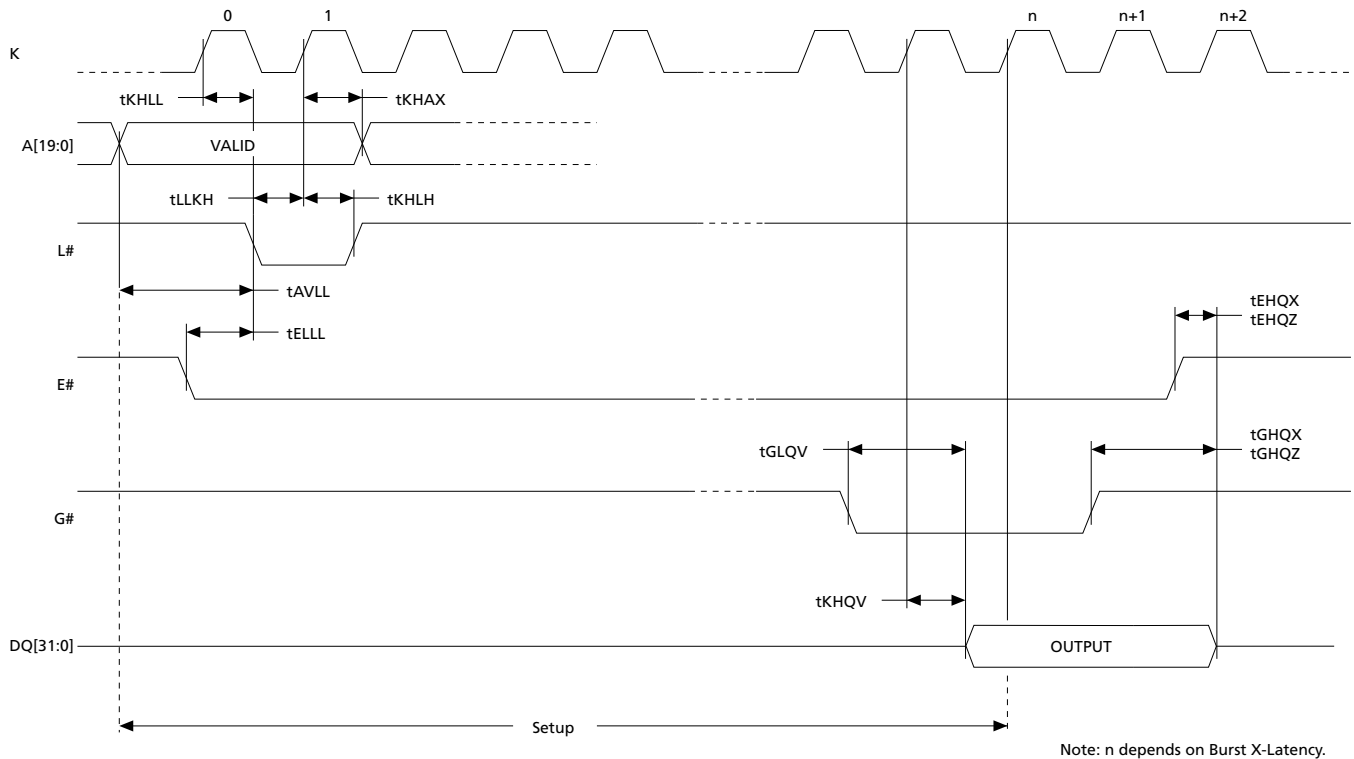 0 1 n n+1 n+2
K
tKHLL tKHAX
A[19:0] VALID
tLLKH tKHLH
L#
tAVLL
tEHQX
tELLL tEHQZ
E#
tGHQX
tGLQV tGHQZ
G#
tKHQV
DQ[31:0] OUTPUT
Setup
Note: n depends on Burst X-Latency.